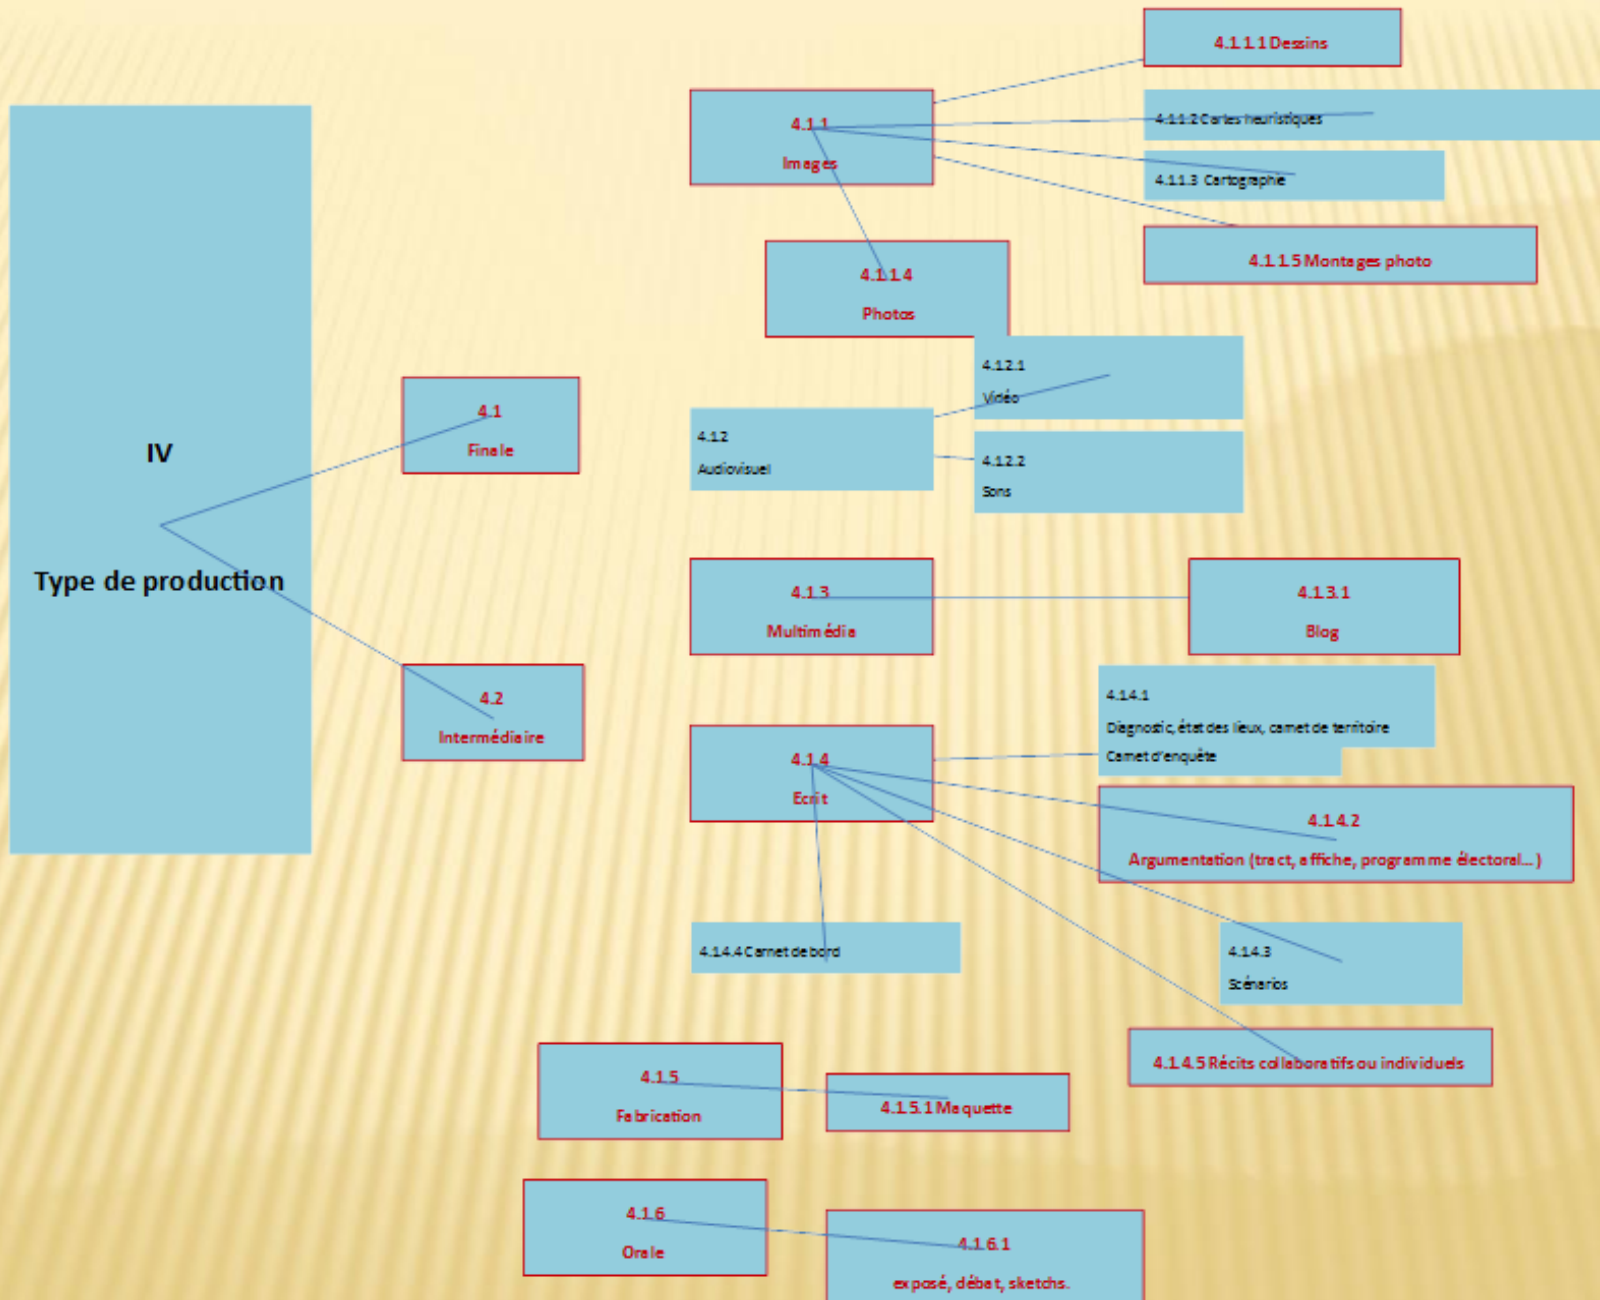 IV
Type de production
4.1
Finale
4.2
Intermédiaire
4.1.1
Images
4.1.1.1 Dessins
4.1.1.2 Cartes heuristiques
4.1.1.3 Cartographie
4.1.1.4
Photos
4.1.1.5 Montages photo
4.1.2
Audiovisuel
4.1.2.1
Vidéo
4.1.2.2
Sons
4.1.3
Multimédia
4.1.3.1
Blog
4.1.4
Ecrit
4.1.4.1
Diagnostic, état des lieux, carnet de territoire
Carnet d'enquête
4.1.4.2
Argumentation (tract, affiche, programme électoral...)
4.1.4.3
Scénarios
4.1.4.4 Carnet de bord
4.1.4.5 Récits collaboratifs ou individuels
4.1.5
Fabrication
4.1.5.1 Maquette
4.1.6
Orale
4.1.6.1
exposé, débat, sketchs.